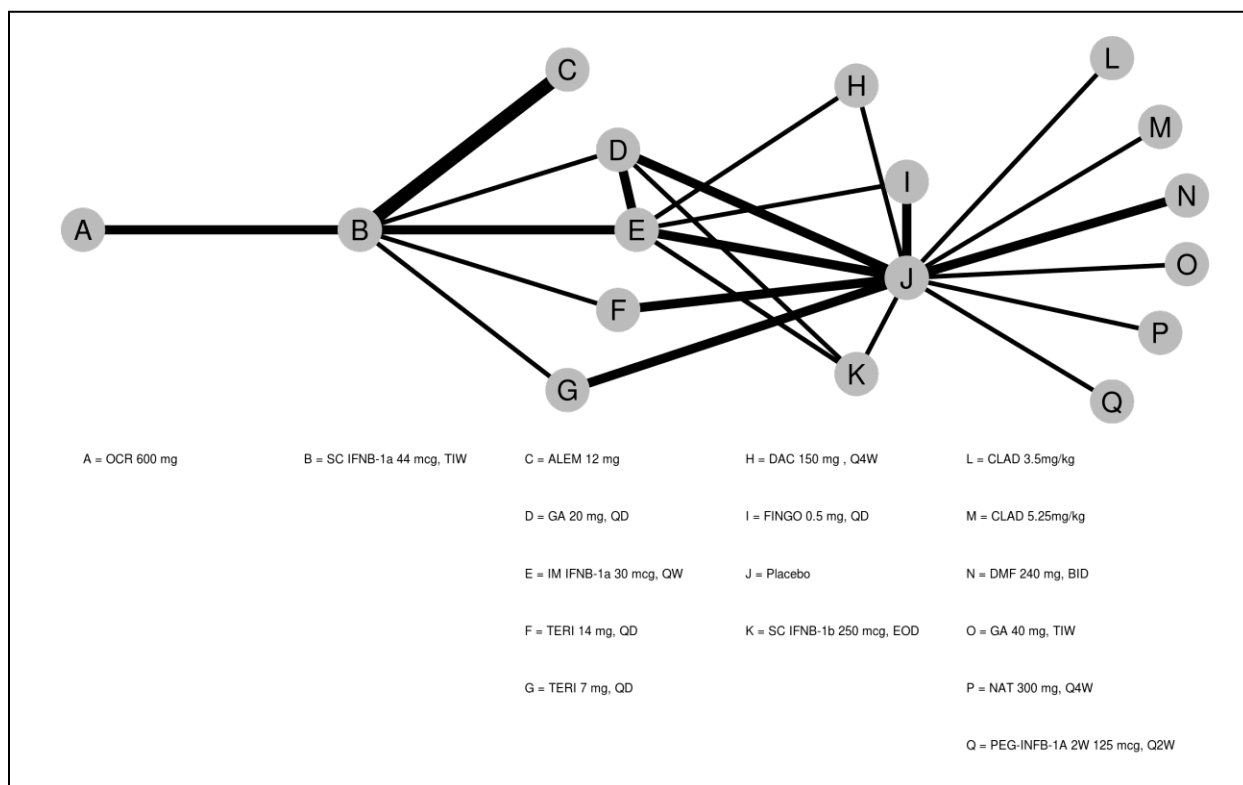 L
C
H
M
D
I
N
A
B
E
O
J
F
P
K
G
Q
A = OCR 600 mg
B = SC IFNB-1a 44 mcg, TIW
C = ALEM 12 mg
H = DAC 150 mg , Q4W
L = CLAD 3.5mg/kg
D = GA 20 mg, QD
I = FINGO 0.5 mg, QD
M = CLAD 5.25mg/kg
E = IM IFNB-1a 30 mcg, QW
J = Placebo
N = DMF 240 mg, BID
F = TERI 14 mg, QD
K = SC IFNB-1b 250 mcg, EOD
O = GA 40 mg, TIW
G = TERI 7 mg, QD
P = NAT 300 mg, Q4W
Q = PEG-INFB-1A 2W 125 mcg, Q2W